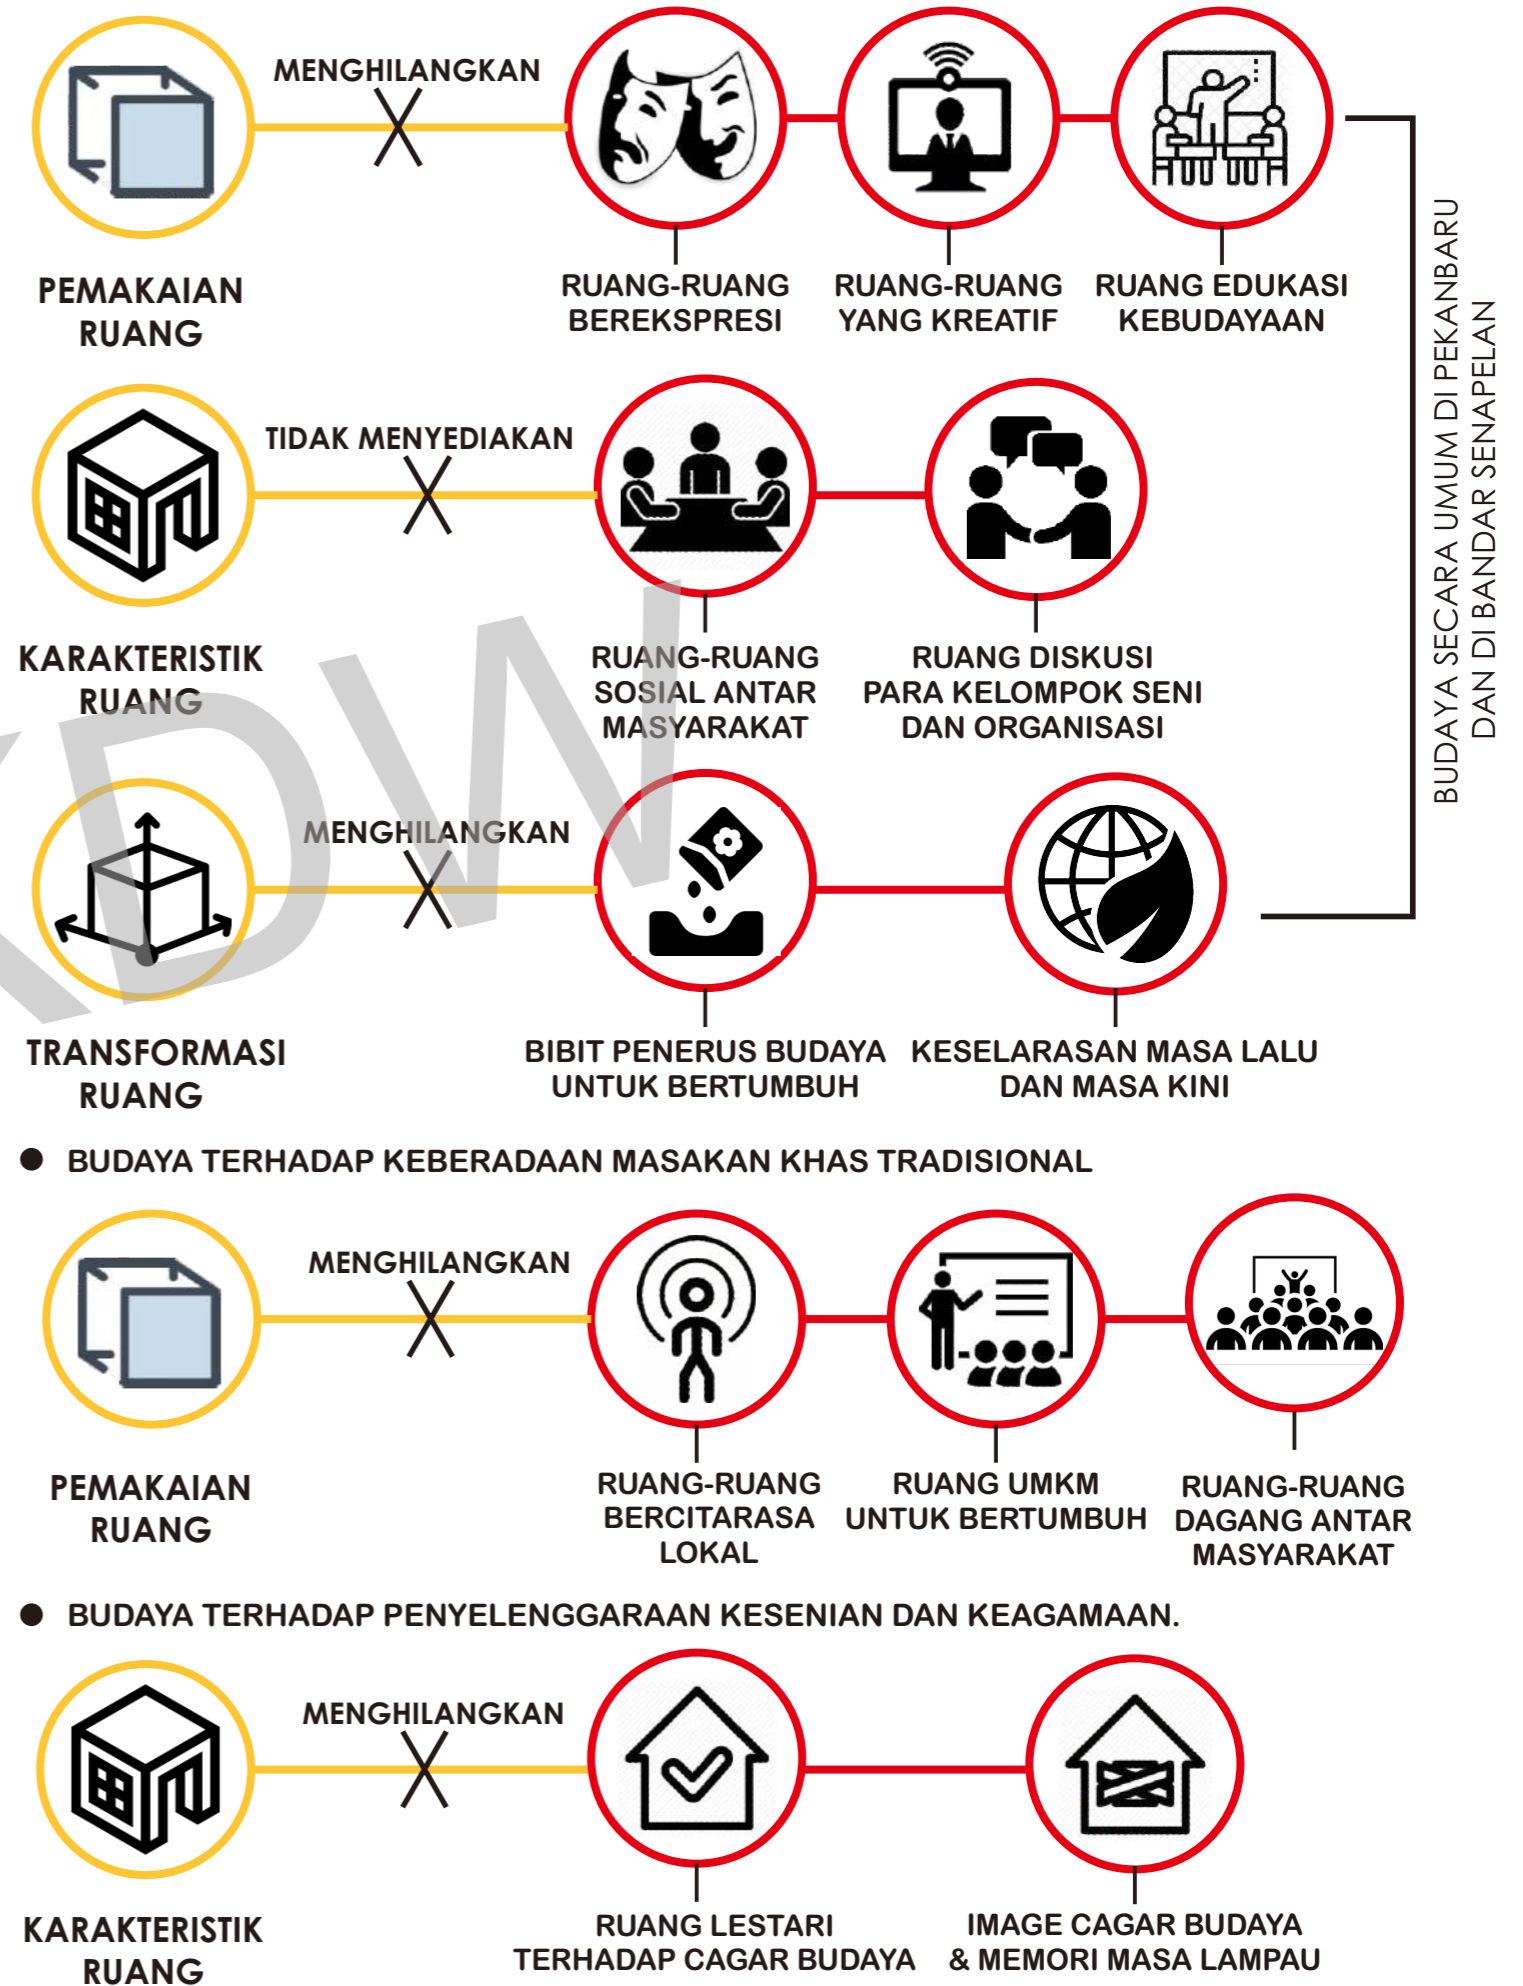 MENGHILANGKAN
PEMAKAIAN
RUANG
RUANG-RUANG
BEREKSPRESI
RUANG-RUANG
YANG KREATIF
RUANG EDUKASI
KEBUDAYAAN
TIDAK MENYEDIAKAN
KARAKTERISTIK
RUANG
RUANG-RUANG
SOSIAL ANTAR
MASYARAKAT
RUANG DISKUSI
PARA KELOMPOK SENI
DAN ORGANISASI
MENGHILANGKAN
TRANSFORMASI
RUANG
BIBIT PENERUS BUDAYA
UNTUK BERTUMBUH
KESELARASAN MASA LALU
DAN MASA KINI
BUDAYA SECARA UMUM DI PEKANBARU
DAN DI BANDAR SENAPELAN
KDW
● BUDAYA TERHADAP KEBERADAAN MASAKAN KHAS TRADISIONAL
MENGHILANGKAN
PEMAKAIAN
RUANG
RUANG-RUANG
BERCITARASA
LOKAL
RUANG UMKM
UNTUK BERTUMBUH
RUANG-RUANG
DAGANG ANTAR
MASYARAKAT
● BUDAYA TERHADAP PENYELENGGARAAN KESENIAN DAN KEAGAMAAN.
MENGHILANGKAN
KARAKTERISTIK
RUANG
RUANG LESTARI
TERHADAP CAGAR BUDAYA
IMAGE CAGAR BUDAYA
& MEMORI MASA LAMPAU